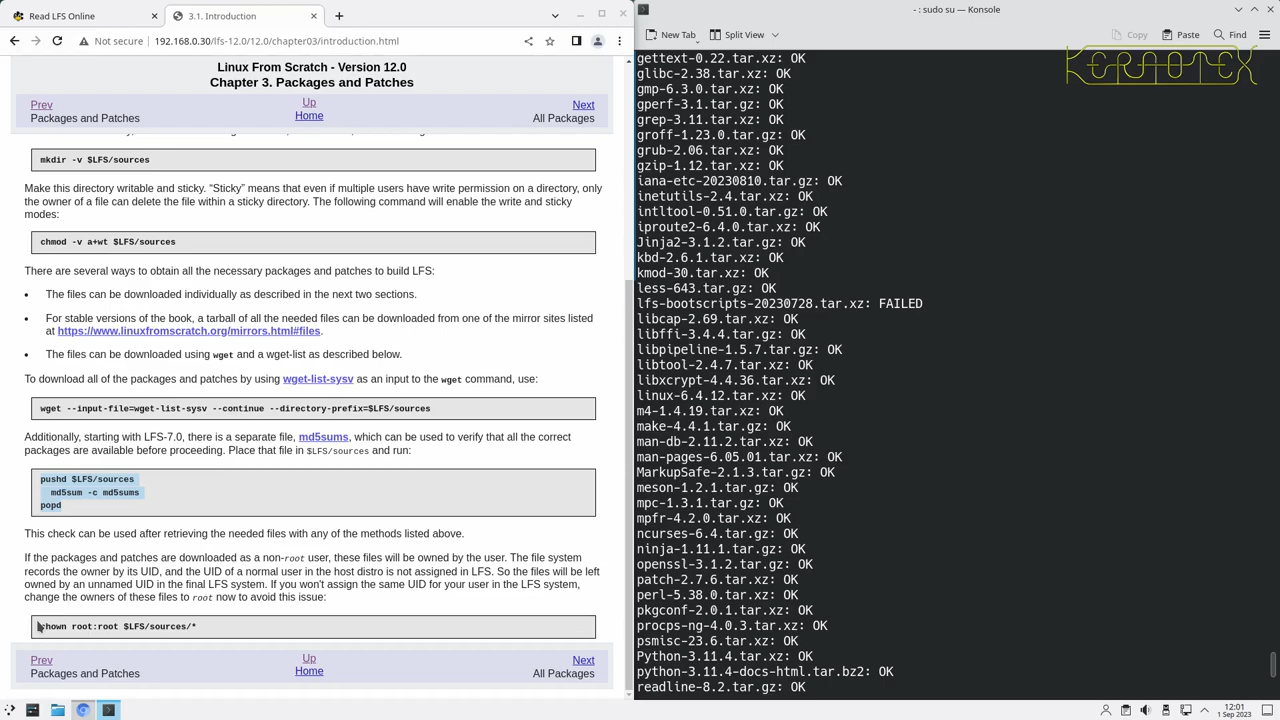 Read LFS Online
3.1. Introduction
Not secure
192.168.0.30/lfs-12.0/12.0/chapter03/introduction.html
Linux From Scratch - Version 12.0
Chapter 3. Packages and Patches
Prev
Up
Next
Packages and Patches
Home
All Packages
mkdir -v $LFS/sources
Make this directory writable and sticky. “Sticky” means that even if multiple users have write permission on a directory, only
the owner of a file can delete the file within a sticky directory. The following command will enable the write and sticky
modes:
chmod -v a+wt $LFS/sources
There are several ways to obtain all the necessary packages and patches to build LFS:
• The files can be downloaded individually as described in the next two sections.
• For stable versions of the book, a tarball of all the needed files can be downloaded from one of the mirror sites listed
at https://www.linuxfromscratch.org/mirrors.html#files.
• The files can be downloaded using wget and a wget-list as described below.
To download all of the packages and patches by using wget-list-sysv as an input to the wget command, use:
wget --input-file=wget-list-sysv --continue --directory-prefix=$LFS/sources
Additionally, starting with LFS-7.0, there is a separate file, md5sums, which can be used to verify that all the correct
packages are available before proceeding. Place that file in $LFS/sources and run:
pushd $LFS/sources
md5sum -c md5sums
popd
This check can be used after retrieving the needed files with any of the methods listed above.
If the packages and patches are downloaded as a non-root user, these files will be owned by the user. The file system
records the owner by its UID, and the UID of a normal user in the host distro is not assigned in LFS. So the files will be left
owned by an unnamed UID in the final LFS system. If you won't assign the same UID for your user in the LFS system,
change the owners of these files to root now to avoid this issue:
chown root:root $LFS/sources/*
Prev
Up
Next
Packages and Patches
Home
All Packages
- : sudo su — Konsole
New Tab
Split View
Copy
Paste
Find
KERNOTEX
gettext-0.22.tar.xz: OK
glibc-2.38.tar.xz: OK
gmp-6.3.0.tar.xz: OK
gperf-3.1.tar.gz: OK
grep-3.11.tar.xz: OK
groff-1.23.0.tar.gz: OK
grub-2.06.tar.xz: OK
gzip-1.12.tar.xz: OK
iana-etc-20230810.tar.gz: OK
inetutils-2.4.tar.xz: OK
intltool-0.51.0.tar.gz: OK
iproute2-6.4.0.tar.xz: OK
Jinja2-3.1.2.tar.gz: OK
kbd-2.6.1.tar.xz: OK
kmod-30.tar.xz: OK
less-643.tar.gz: OK
lfs-bootscripts-20230728.tar.xz: FAILED
libcap-2.69.tar.xz: OK
libffi-3.4.4.tar.gz: OK
libpipeline-1.5.7.tar.gz: OK
libtool-2.4.7.tar.xz: OK
libxcrypt-4.4.36.tar.xz: OK
linux-6.4.12.tar.xz: OK
m4-1.4.19.tar.xz: OK
make-4.4.1.tar.gz: OK
man-db-2.11.2.tar.xz: OK
man-pages-6.05.01.tar.xz: OK
MarkupSafe-2.1.3.tar.gz: OK
meson-1.2.1.tar.gz: OK
mpc-1.3.1.tar.gz: OK
mpfr-4.2.0.tar.xz: OK
ncurses-6.4.tar.gz: OK
ninja-1.11.1.tar.gz: OK
openssl-3.1.2.tar.gz: OK
patch-2.7.6.tar.xz: OK
perl-5.38.0.tar.xz: OK
pkgconf-2.0.1.tar.xz: OK
procps-ng-4.0.3.tar.xz: OK
psmisc-23.6.tar.xz: OK
Python-3.11.4.tar.xz: OK
python-3.11.4-docs-html.tar.bz2: OK
readline-8.2.tar.gz: OK
12:01
1 Sep 2023